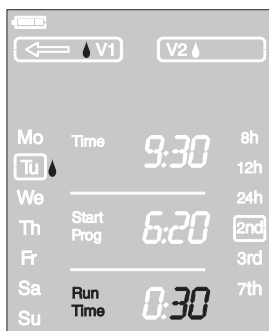 V1 V2
Mo Time 9:30 8h
Tu 12h
We 24h
Th Start Prog 6:20 2nd
Fr 3rd
Sa Run Time 0:30 7th
Su